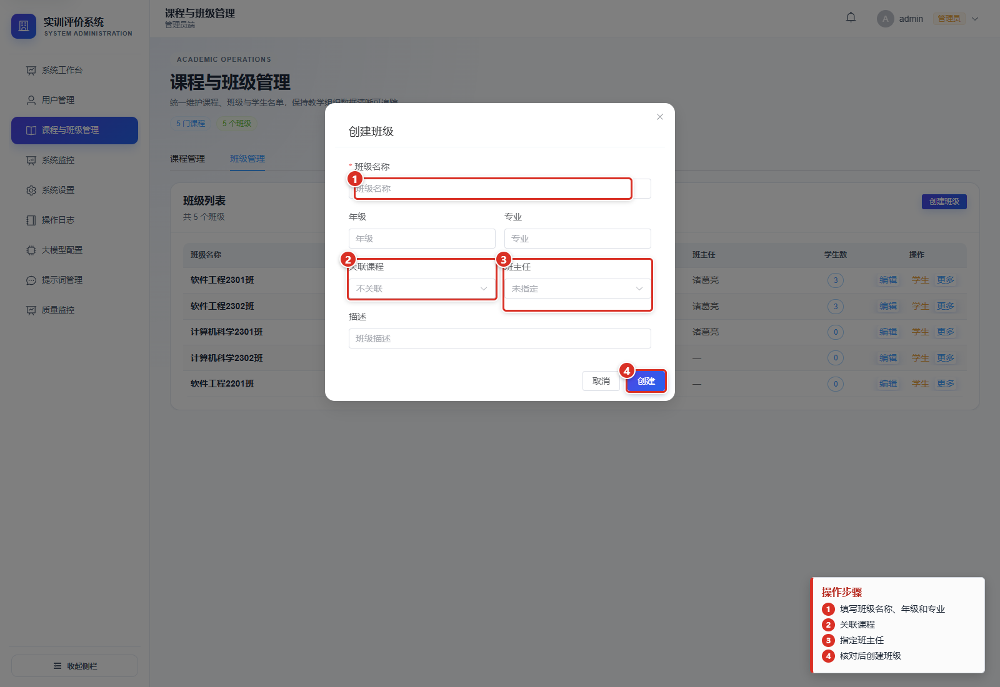 实训评价系统
SYSTEM ADMINISTRATION
系统工作台
用户管理
课程与班级管理
系统监控
系统设置
操作日志
大模型配置
提示词管理
质量监控
收起侧栏
课程与班级管理
管理员端
A admin 管理员
ACADEMIC OPERATIONS
课程与班级管理
统一维护课程、班级与学生名单，保持教学组织数据清晰可追踪
5 门课程 5 个班级
课程管理 班级管理
班级列表
共 5 个班级
创建班级
班级名称 班主任 学生数 操作
软件工程2301班 诸葛亮 3 编辑 学生 更多
软件工程2302班 诸葛亮 3 编辑 学生 更多
计算机科学2301班 诸葛亮 0 编辑 学生 更多
计算机科学2302班 — 0 编辑 学生 更多
软件工程2201班 — 0 编辑 学生 更多
创建班级
* 班级名称
1
班级名称
年级 专业
年级 专业
2 3
关联课程 班主任
不关联 未指定
描述
班级描述
4
取消 创建
操作步骤
1 填写班级名称、年级和专业
2 关联课程
3 指定班主任
4 核对后创建班级